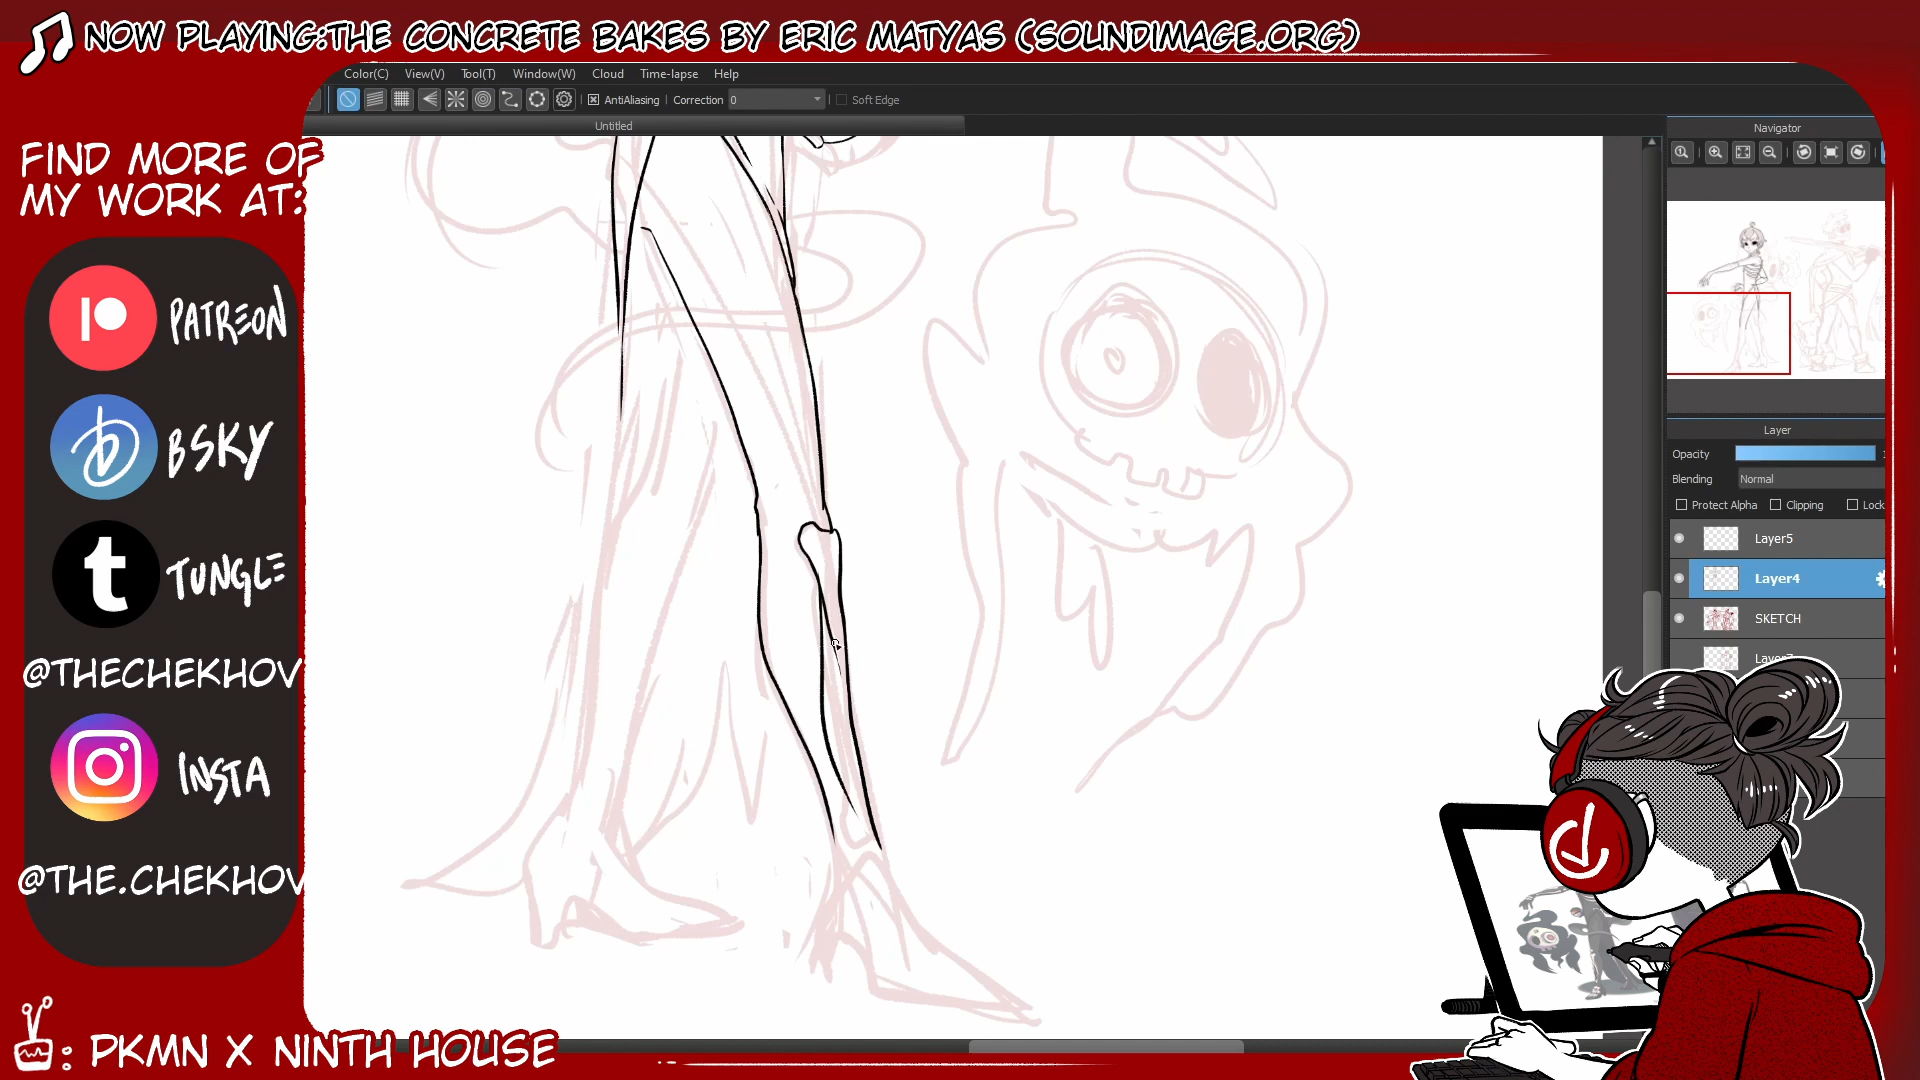 NOW PLAYING:THE CONCRETE BAKES BY ERIC MATYAS (SOUNDIMAGE.ORG)
Color(C) View(V) Tool(T) Window(W) Cloud Time-lapse Help
AntiAliasing Correction 0 Soft Edge
Untitled
Navigator
FIND MORE OF
MY WORK AT:
PATREON
BSKY
TUNGLE
@THECHEKHOV
INSTA
@THE.CHEKHOV
Layer
Opacity
Blending Normal
Protect Alpha Clipping Lock
Layer5
Layer4
SKETCH
: PKMN X NINTH HOUSE